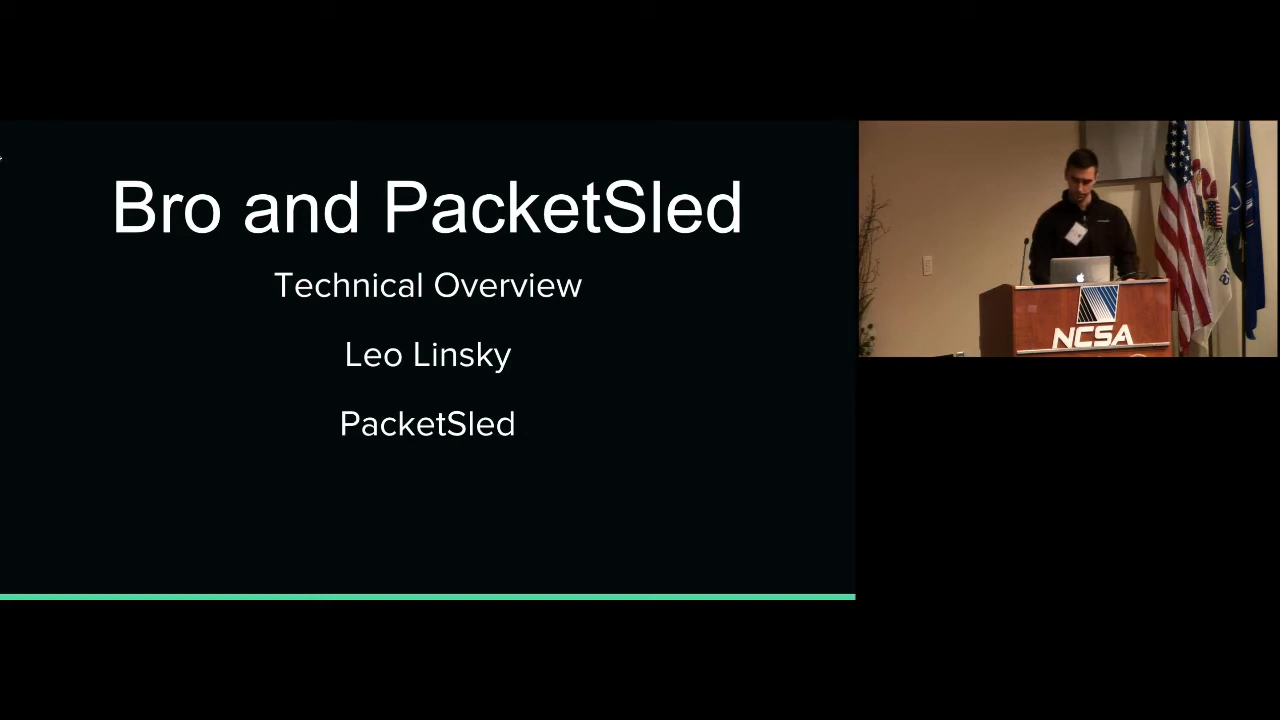 Bro and PacketSled
Technical Overview
Leo Linsky
PacketSled
NCSA